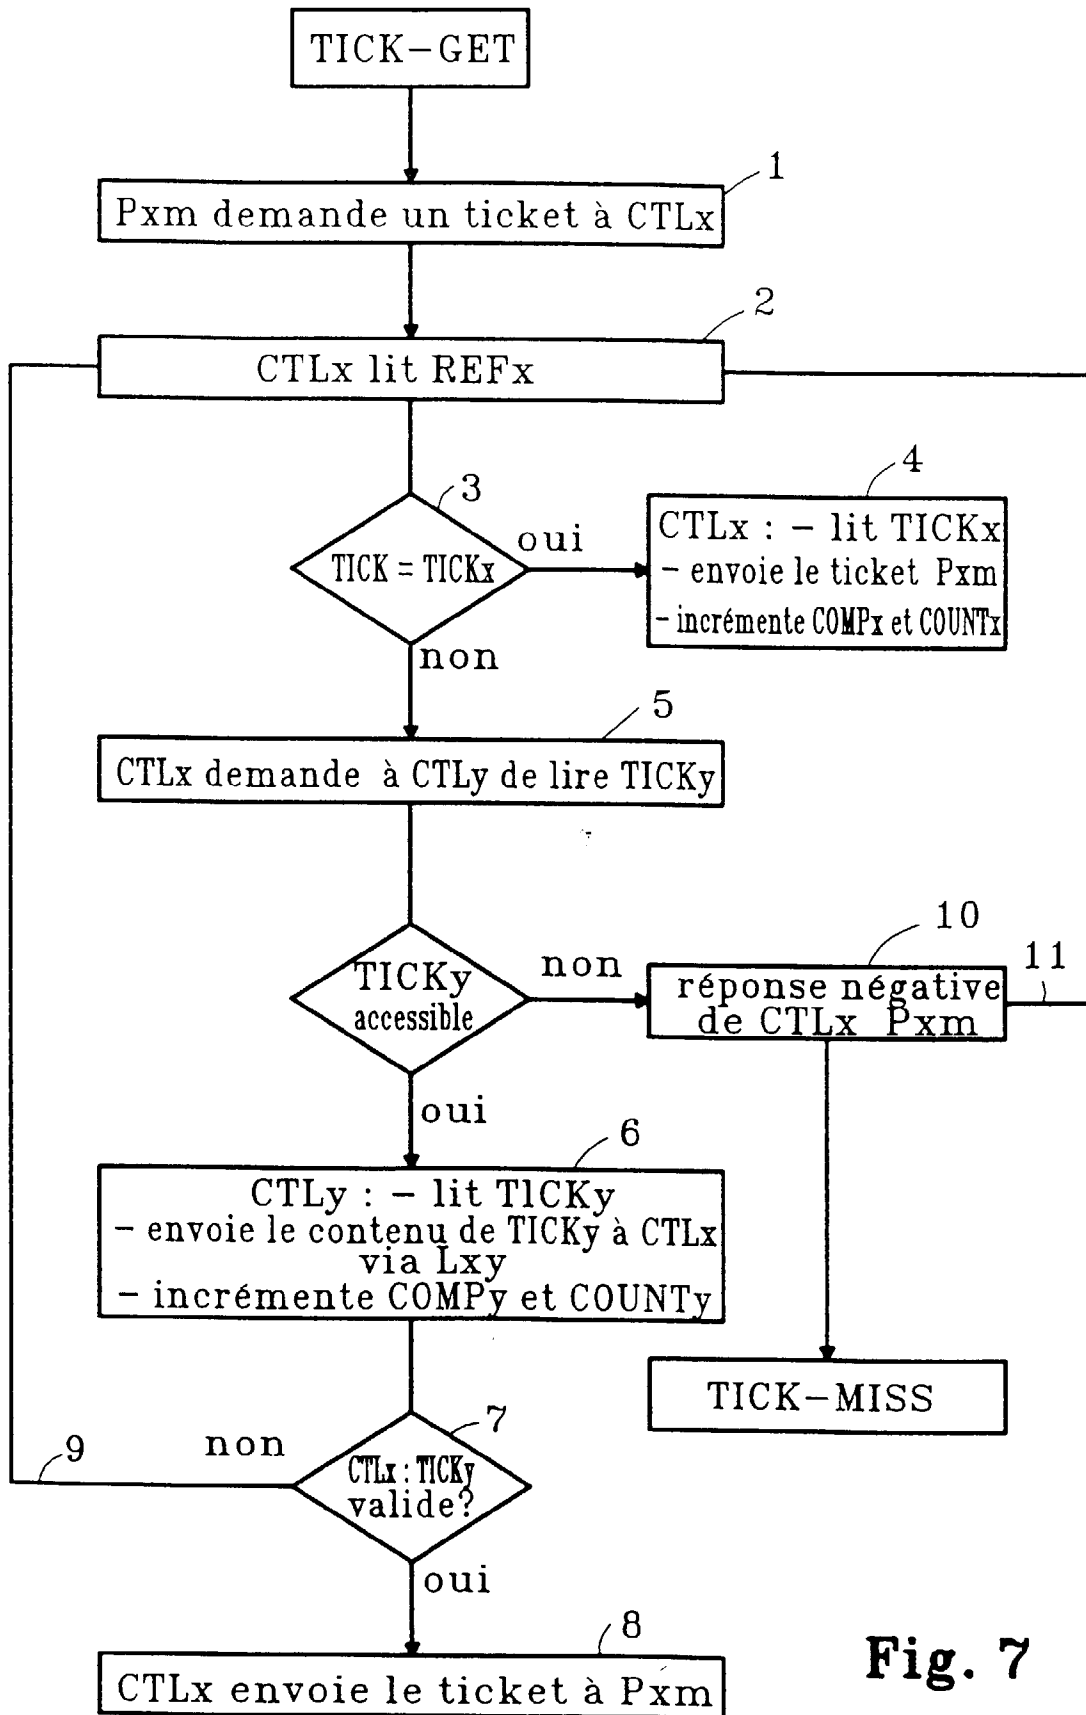 TICK-GET
1
Pxm demande un ticket à CTLx
2
CTLx lit REFx
3
TICK = TICKx
oui
non
4
CTLx : - lit TICKx
- envoie le ticket Pxm
- incrémente COMPx et COUNTx
5
CTLx demande à CTLy de lire TICKy
TICKy
accessible
non
oui
10
réponse négative
de CTLx Pxm
11
6
CTLy : - lit TICKy
- envoie le contenu de TICKy à CTLx
via Lxy
- incrémente COMPy et COUNTy
TICK-MISS
7
CTLx : TICKy
valide?
non
9
oui
8
CTLx envoie le ticket à Pxm
Fig. 7